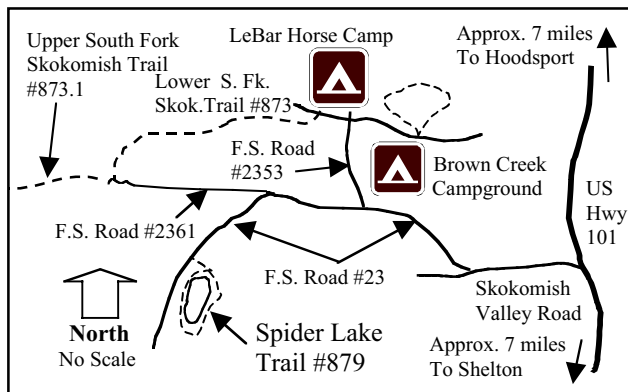 Upper South Fork
Skokomish Trail
#873.1
LeBar Horse Camp
Approx. 7 miles
To Hoodsport
Lower S. Fk.
Skok.Trail #873
F.S. Road
#2353
Brown Creek
Campground
US
Hwy
101
F.S. Road #2361
F.S. Road #23
Skokomish
Valley Road
North
No Scale
Spider Lake
Trail #879
Approx. 7 miles
To Shelton